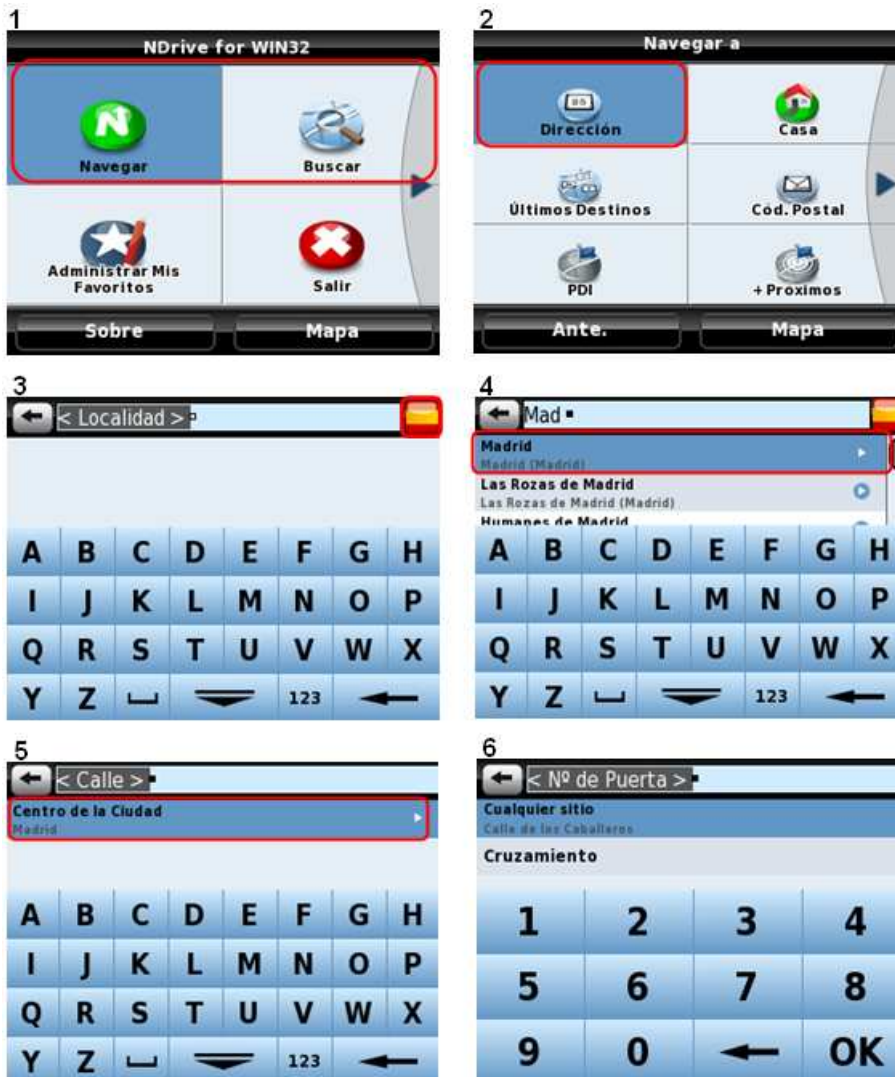 1
NDrive for WIN32
Navegar
Buscar
Administrar Mis
Favoritos
Salir
Sobre
Mapa
2
Navegar a
Dirección
Casa
Últimos Destinos
Cód. Postal
PDI
+ Proximos
Ante.
Mapa
3
< Localidad >
A B C D E F G H
I J K L M N O P
Q R S T U V W X
Y Z 123
4
Mad
Madrid
Madrid (Madrid)
Las Rozas de Madrid
Las Rozas de Madrid (Madrid)
Humanes de Madrid
A B C D E F G H
I J K L M N O P
Q R S T U V W X
Y Z 123
5
< Calle >
Centro de la Ciudad
Madrid
A B C D E F G H
I J K L M N O P
Q R S T U V W X
Y Z 123
6
< Nº de Puerta >
Cualquier sitio
Calle de los Caballeros
Cruzamiento
1 2 3 4
5 6 7 8
9 0 OK